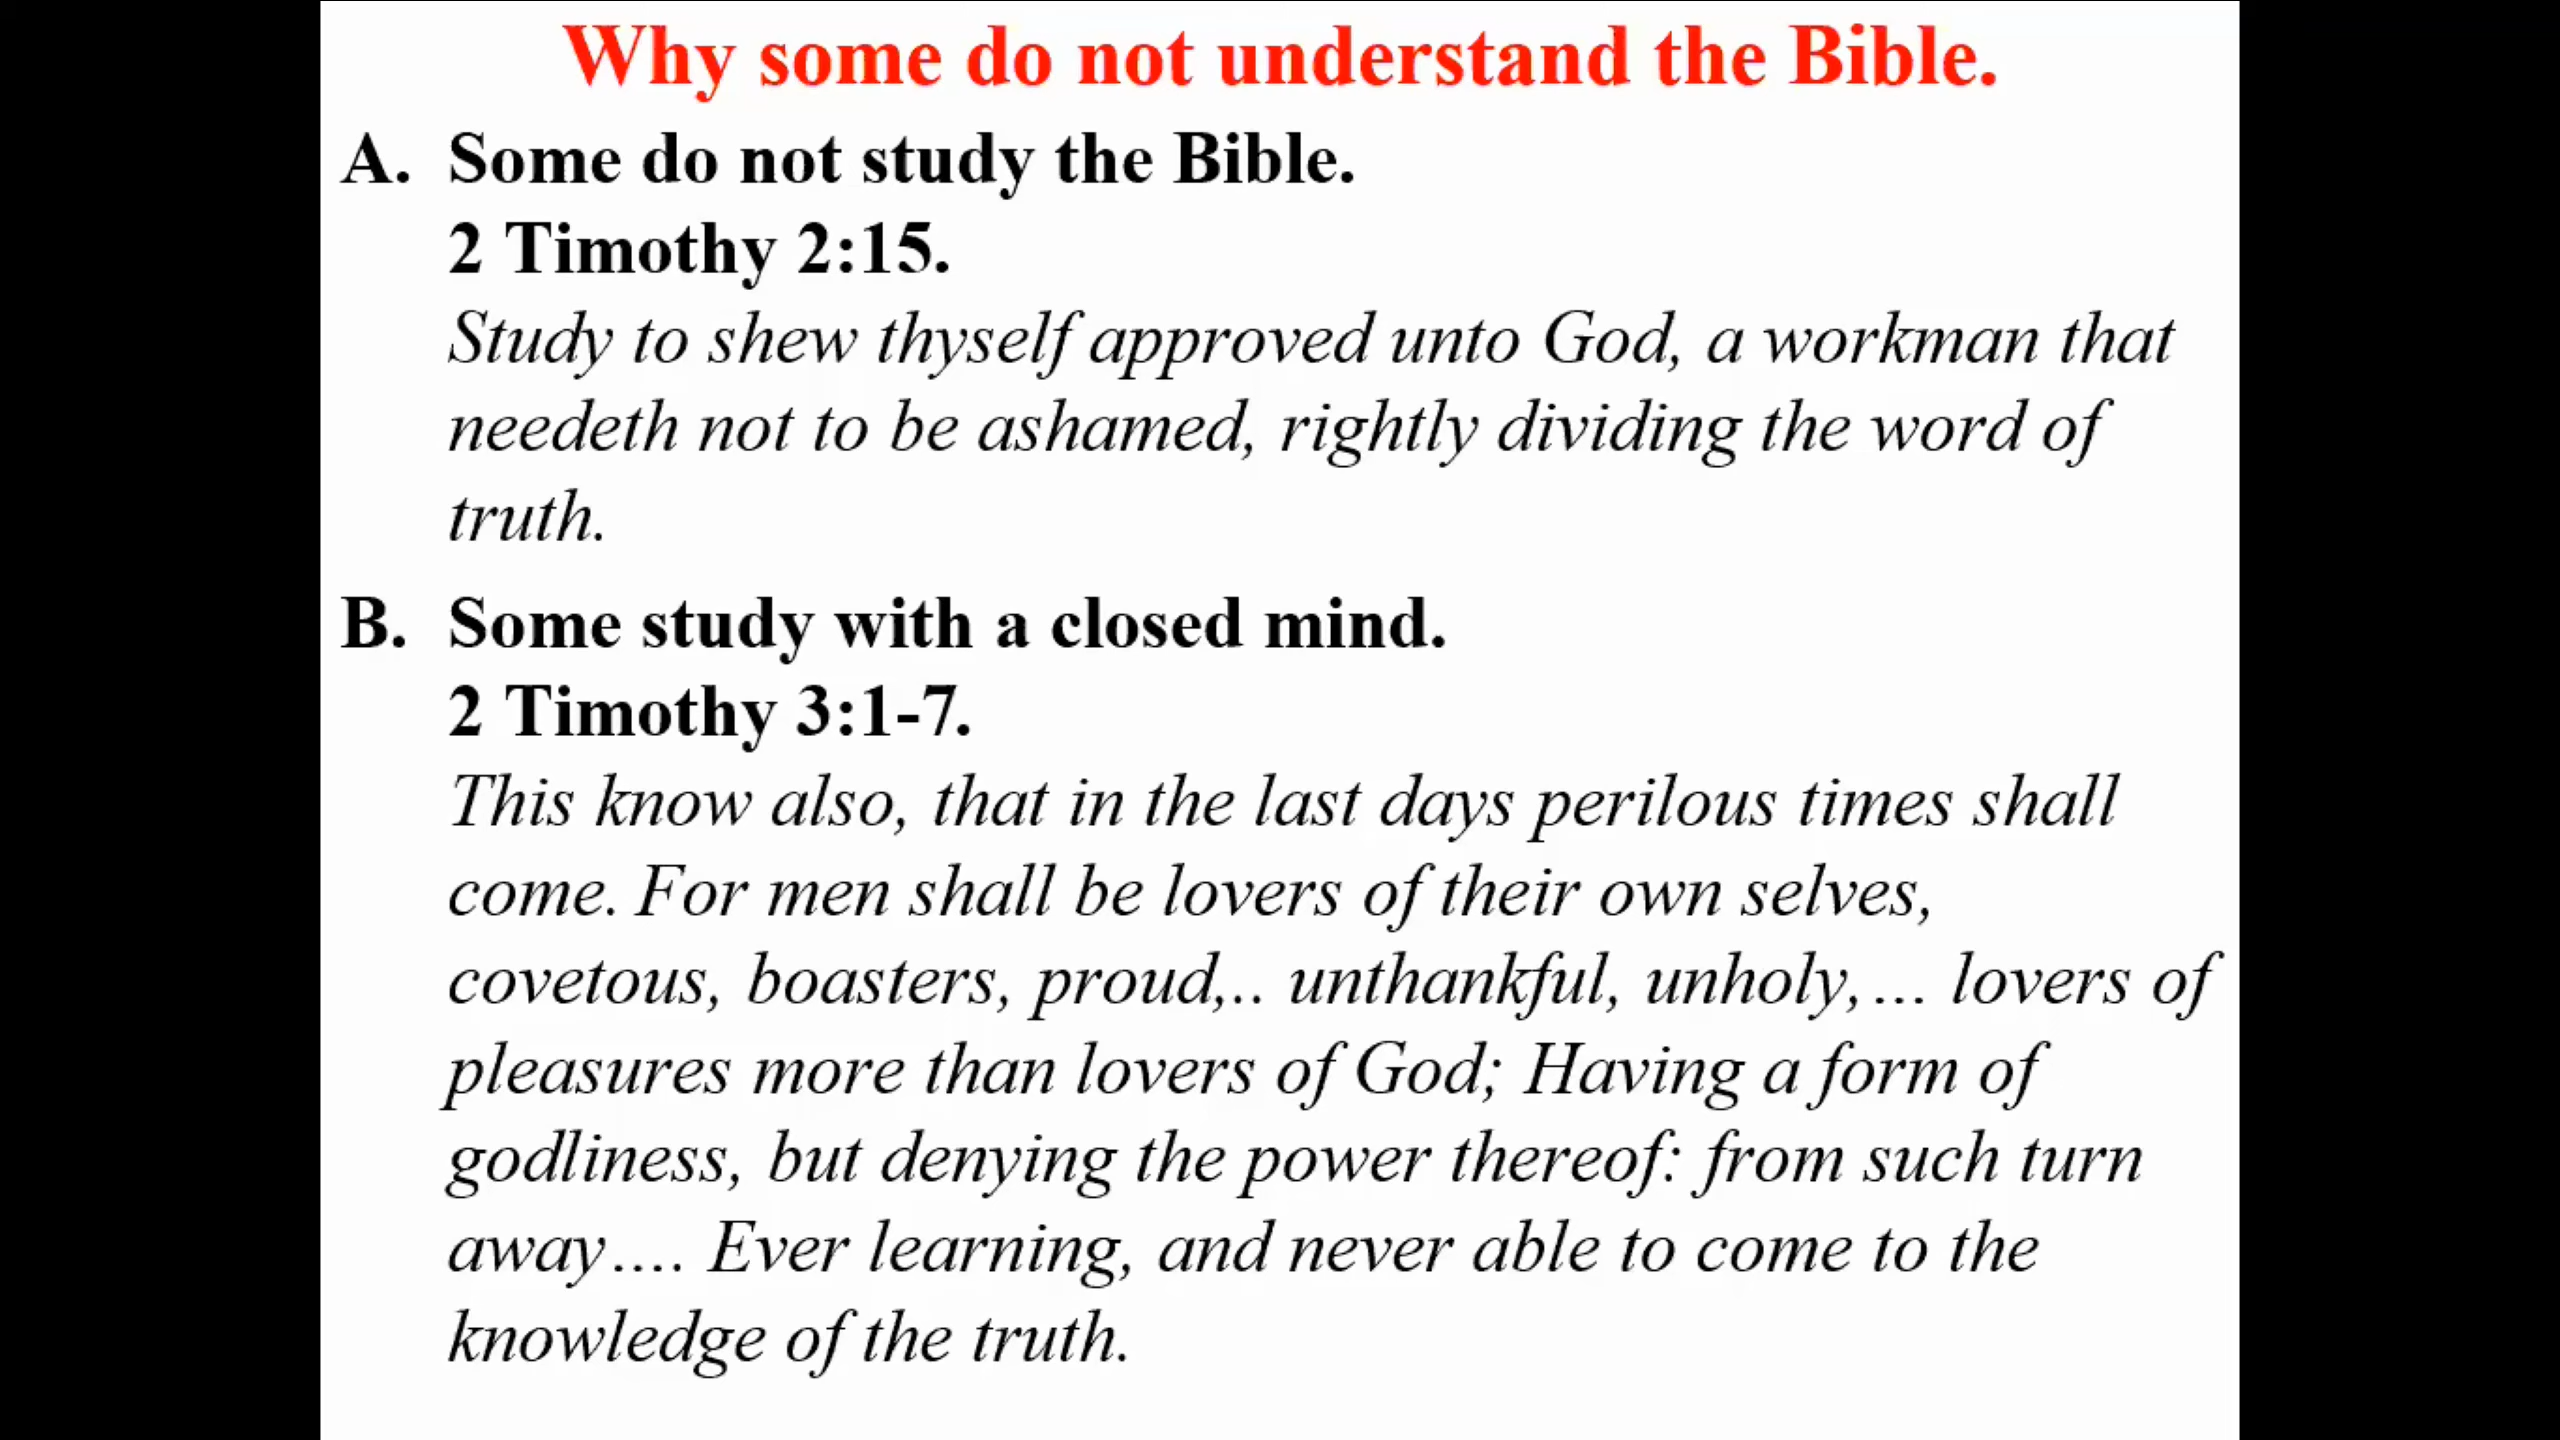 Why some do not understand the Bible.
A. Some do not study the Bible.
2 Timothy 2:15.
Study to shew thyself approved unto God, a workman that
needeth not to be ashamed, rightly dividing the word of
truth.
B. Some study with a closed mind.
2 Timothy 3:1-7.
This know also, that in the last days perilous times shall
come. For men shall be lovers of their own selves,
covetous, boasters, proud,.. unthankful, unholy,... lovers of
pleasures more than lovers of God; Having a form of
godliness, but denying the power thereof: from such turn
away.... Ever learning, and never able to come to the
knowledge of the truth.